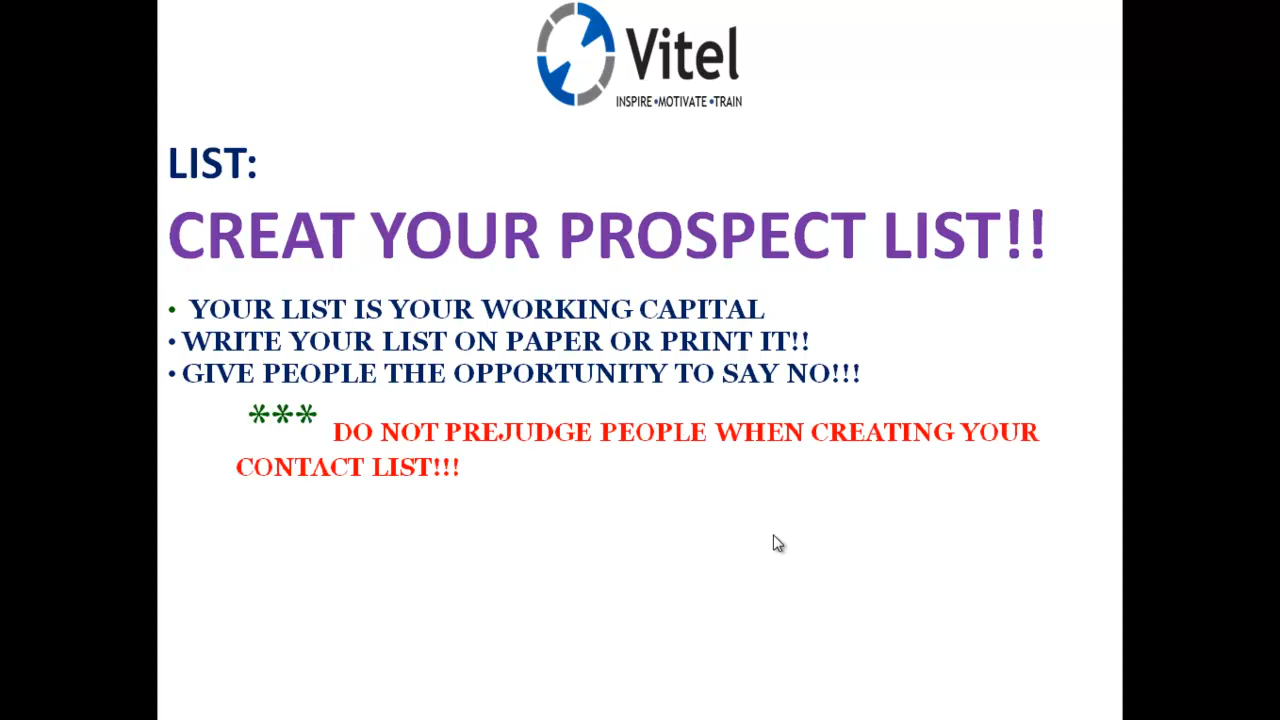 Vitel
INSPIRE •MOTIVATE •TRAIN
LIST:
CREAT YOUR PROSPECT LIST!!
• YOUR LIST IS YOUR WORKING CAPITAL
• WRITE YOUR LIST ON PAPER OR PRINT IT!!
• GIVE PEOPLE THE OPPORTUNITY TO SAY NO!!!
*** DO NOT PREJUDGE PEOPLE WHEN CREATING YOUR
CONTACT LIST!!!